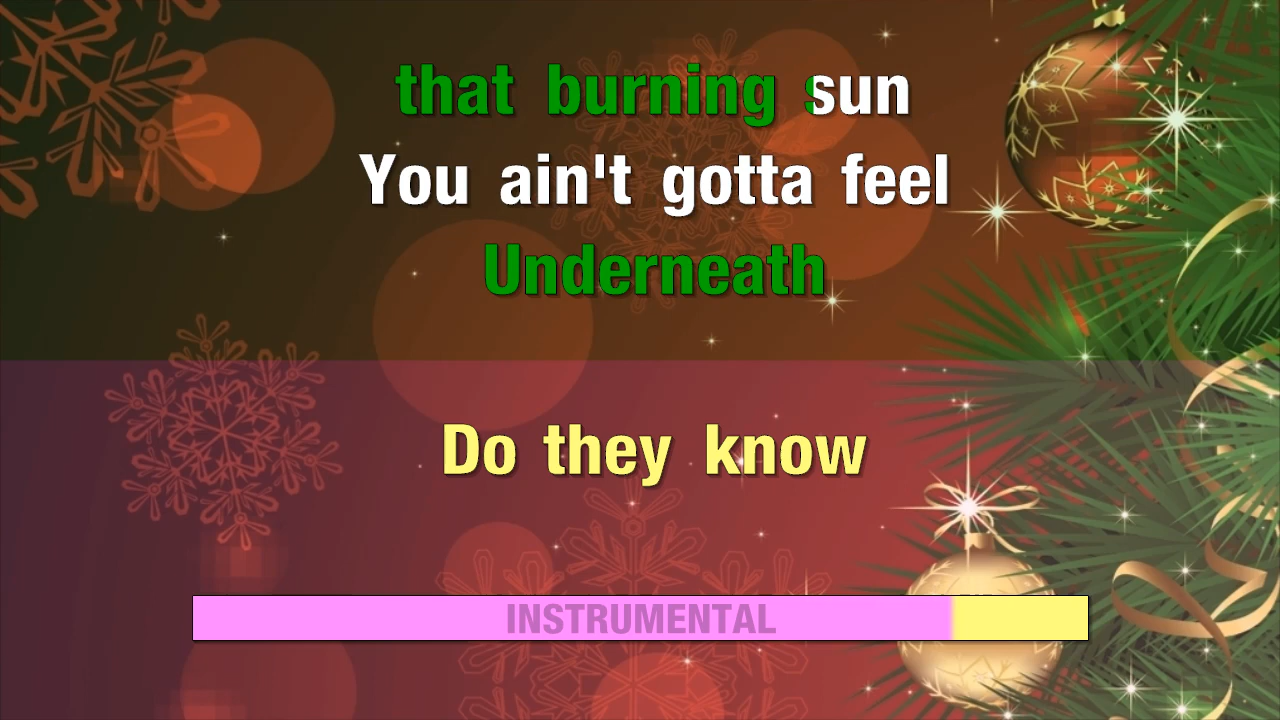 that burning sun
You ain't gotta feel
Underneath
Do they know
INSTRUMENTAL